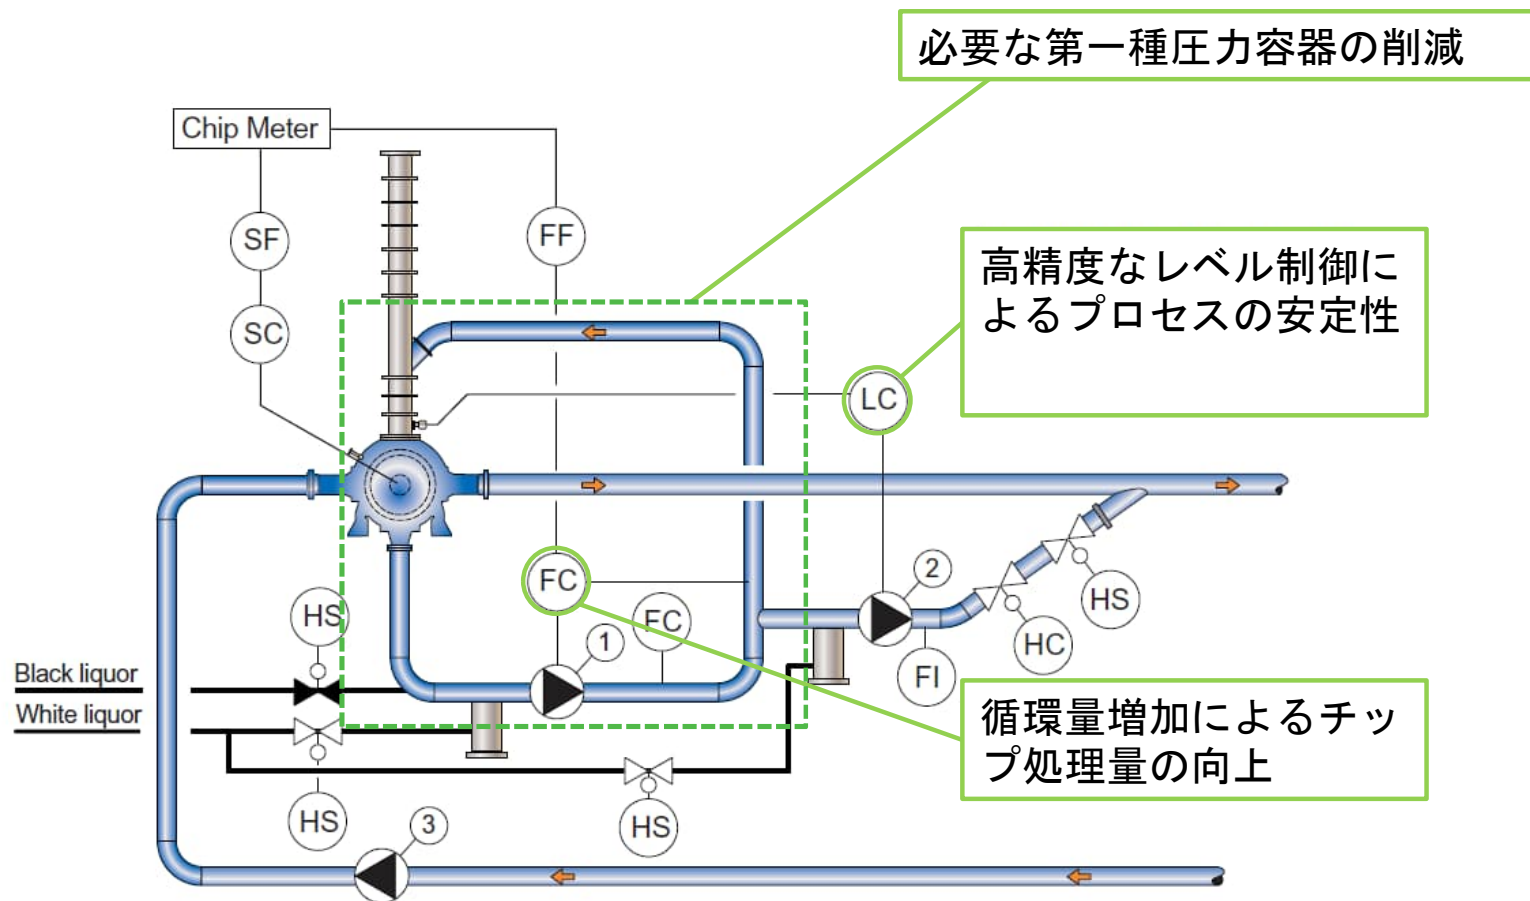 必要な第一種圧力容器の削減
Chip Meter
SF
FF
高精度なレベル制御に
よるプロセスの安定性
SC
LC
FC
2
HS
HS
FC
1
HC
FI
Black liquor
White liquor
循環量増加によるチッ
プ処理量の向上
HS
HS
3